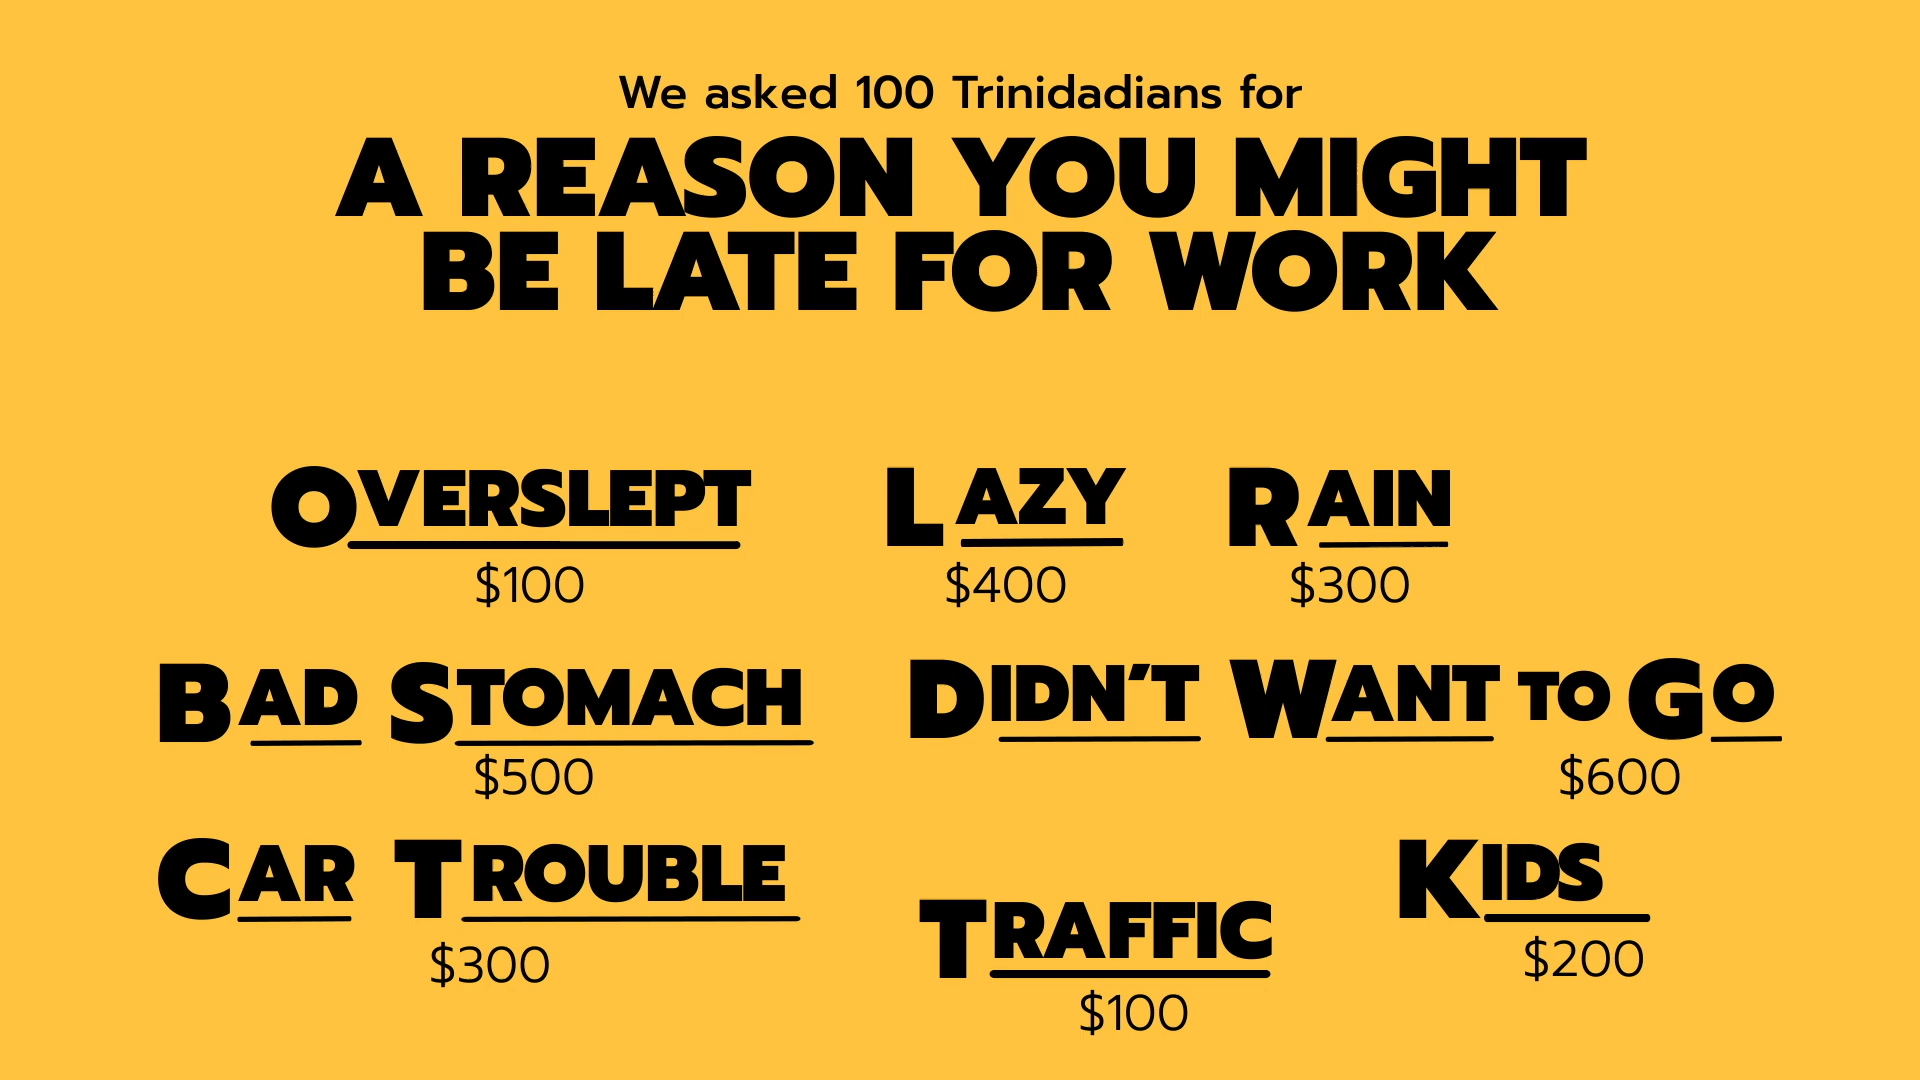 We asked 100 Trinidadians for
A REASON YOU MIGHT
BE LATE FOR WORK
OVERSLEPT LAZY RAIN
$100 $400 $300
BAD STOMACH DIDN'T WANT TO GO
$500 $600
CAR TROUBLE KIDS
TRAFFIC
$300 $200
$100